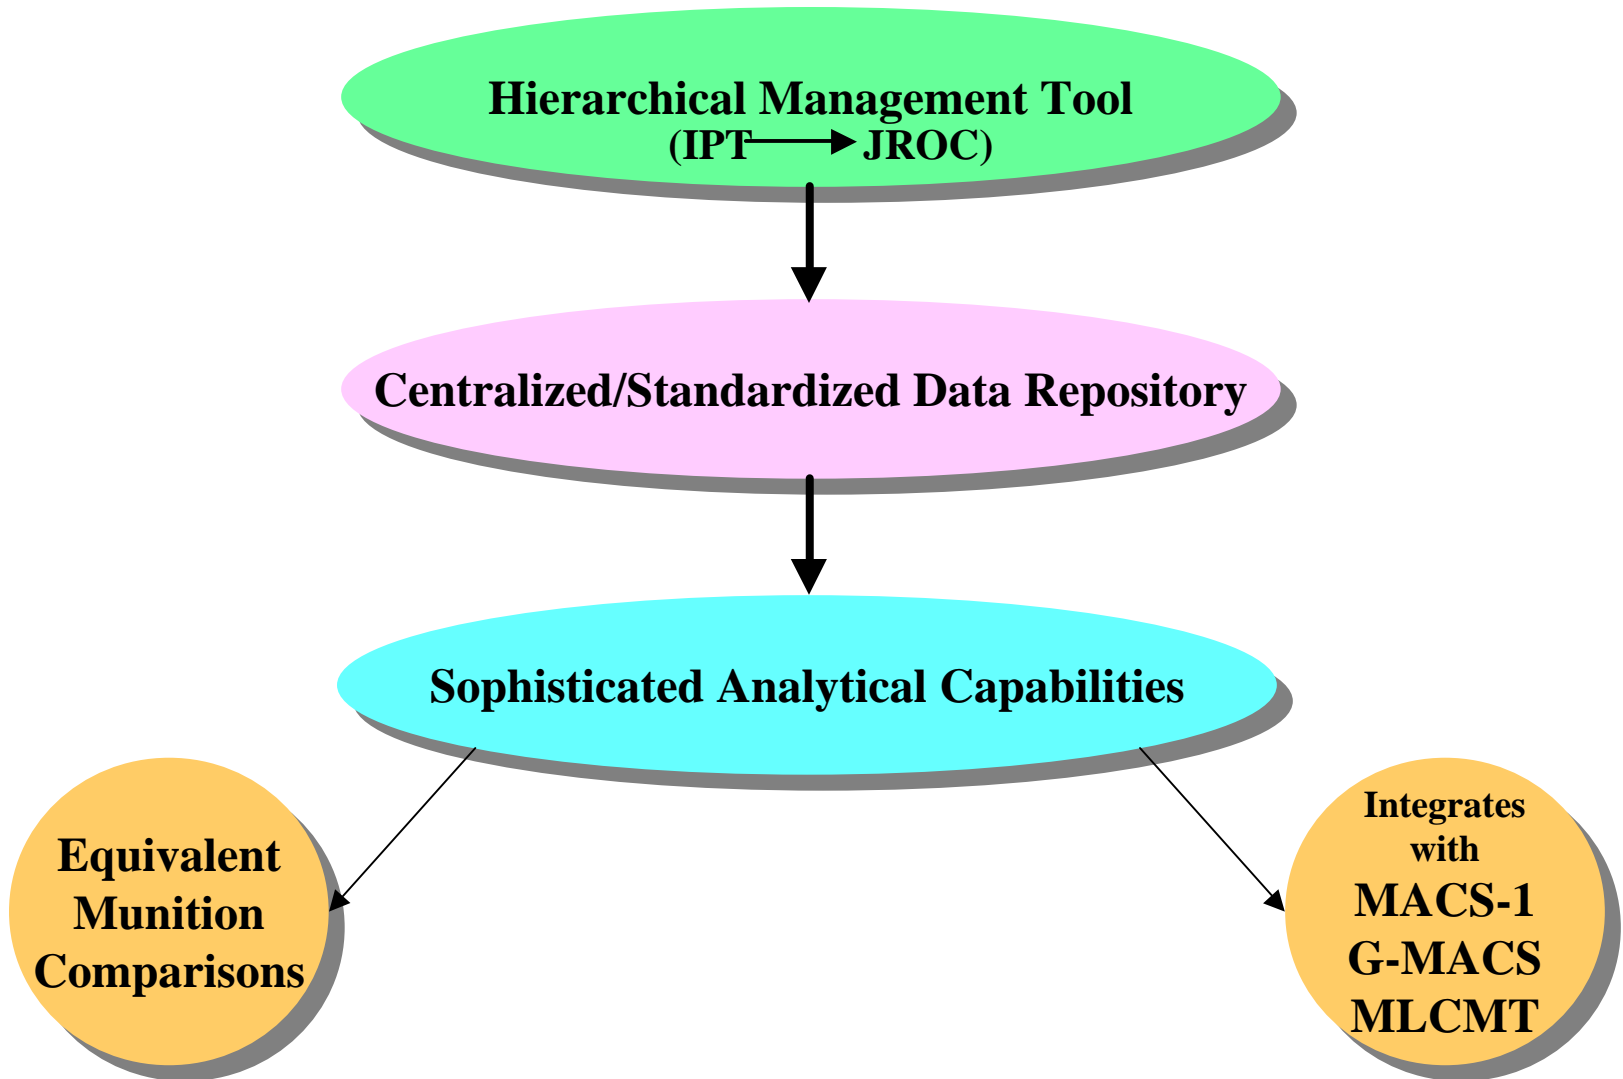 Hierarchical Management Tool
(IPT JROC)
Centralized/Standardized Data Repository
Sophisticated Analytical Capabilities
Equivalent
Munition
Comparisons
Integrates
with
MACS-1
G-MACS
MLCMT